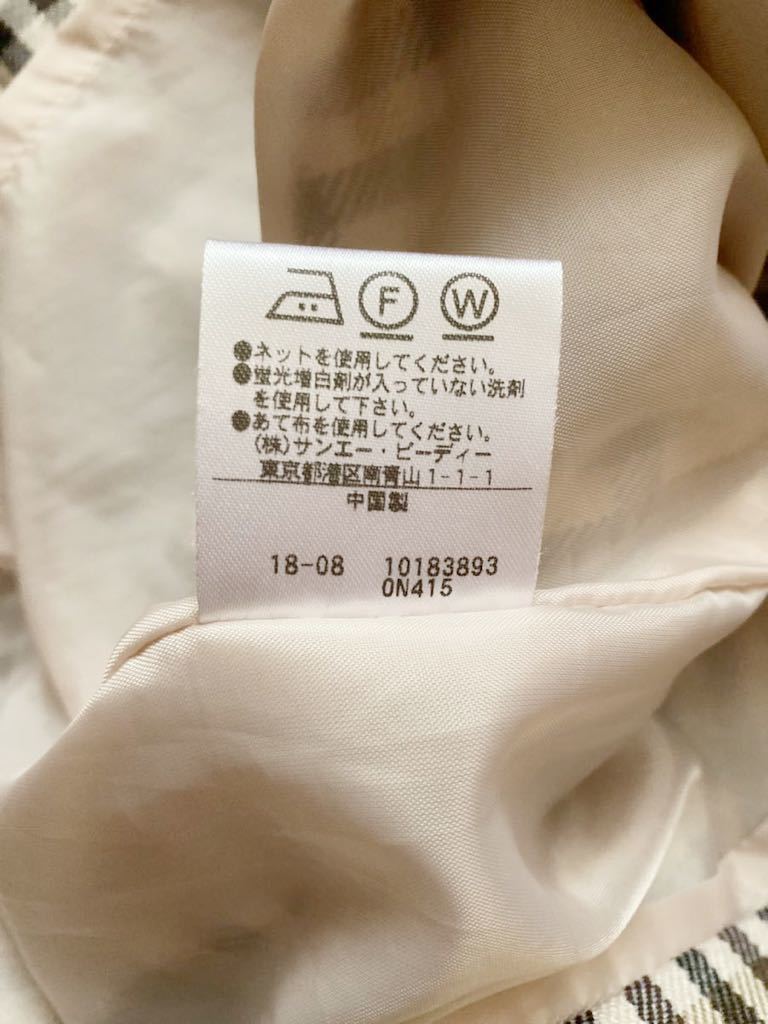 F W
●ネットを使用してください。
●蛍光増白剤が入っていない洗剤
を使用して下さい。
●あて布を使用してください。
(株)サンエー・ビーディー
東京都港区南青山1-1-1
中国製
18-08 10183893
0N415